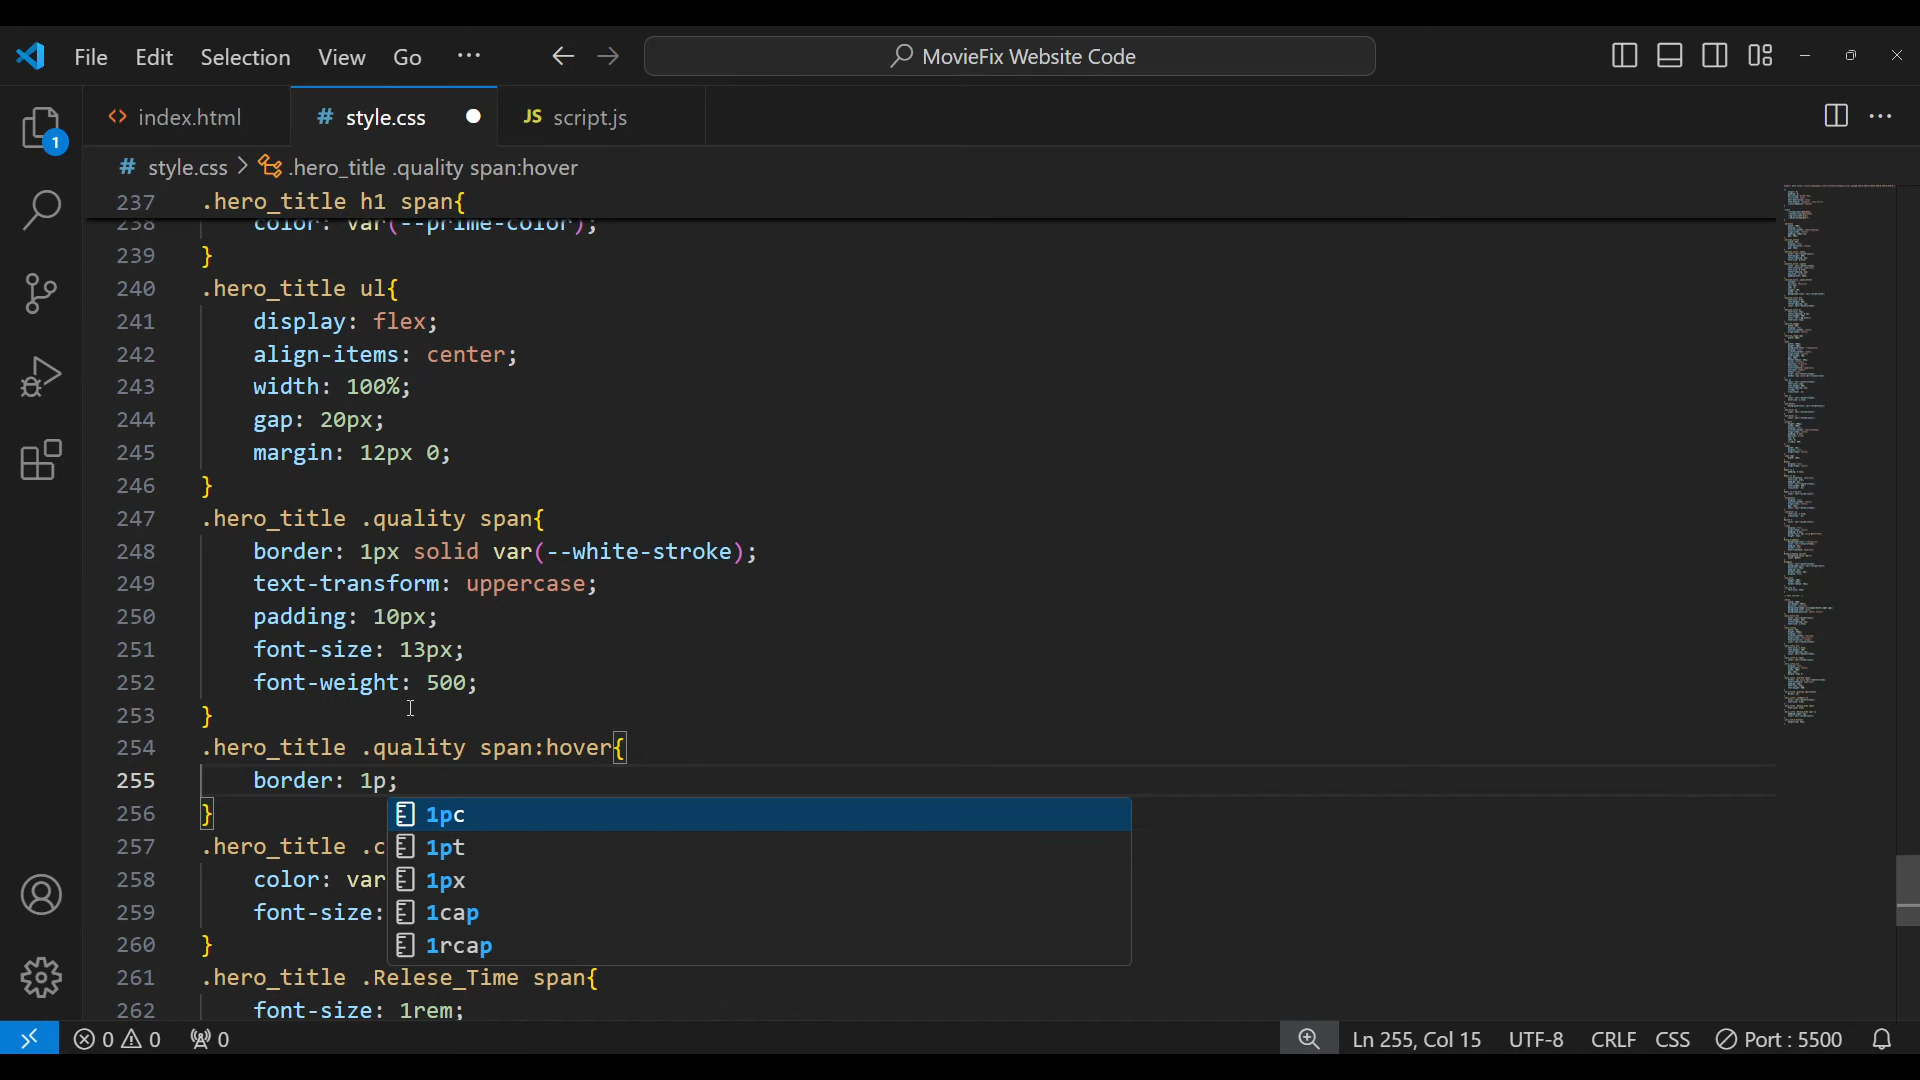 File Edit Selection View Go ··· MovieFix Website Code
<> index.html # style.css JS script.js
# style.css > .hero_title .quality span:hover
237 .hero_title h1 span{
238 color: var(--prime-color);
239 }
240 .hero_title ul{
241 display: flex;
242 align-items: center;
243 width: 100%;
244 gap: 20px;
245 margin: 12px 0;
246 }
247 .hero_title .quality span{
248 border: 1px solid var(--white-stroke);
249 text-transform: uppercase;
250 padding: 10px;
251 font-size: 13px;
252 font-weight: 500;
253 }
254 .hero_title .quality span:hover{
255 border: 1p;
256 } 1pc
257 .hero_title .c 1pt
258 color: var 1px
259 font-size: 1cap
260 } 1rcap
261 .hero_title .Relese_Time span{
262 font-size: 1rem;
1
0 0 0 Ln 255, Col 15 UTF-8 CRLF CSS Port : 5500